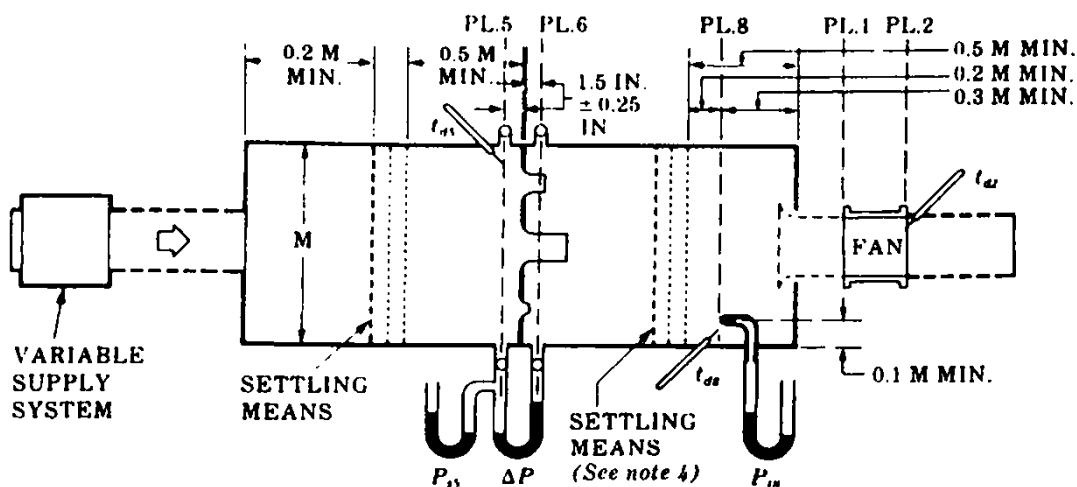 PL.5 PL.6 PL.8 PL.1 PL.2
0.2 M
MIN.
0.5 M
MIN.
1.5 IN.
± 0.25
IN
0.5 M MIN.
0.2 M MIN.
0.3 M MIN.
M
FAN
VARIABLE
SUPPLY
SYSTEM
SETTLING
MEANS
SETTLING
MEANS
(See note 4)
0.1 M MIN.
ΔP